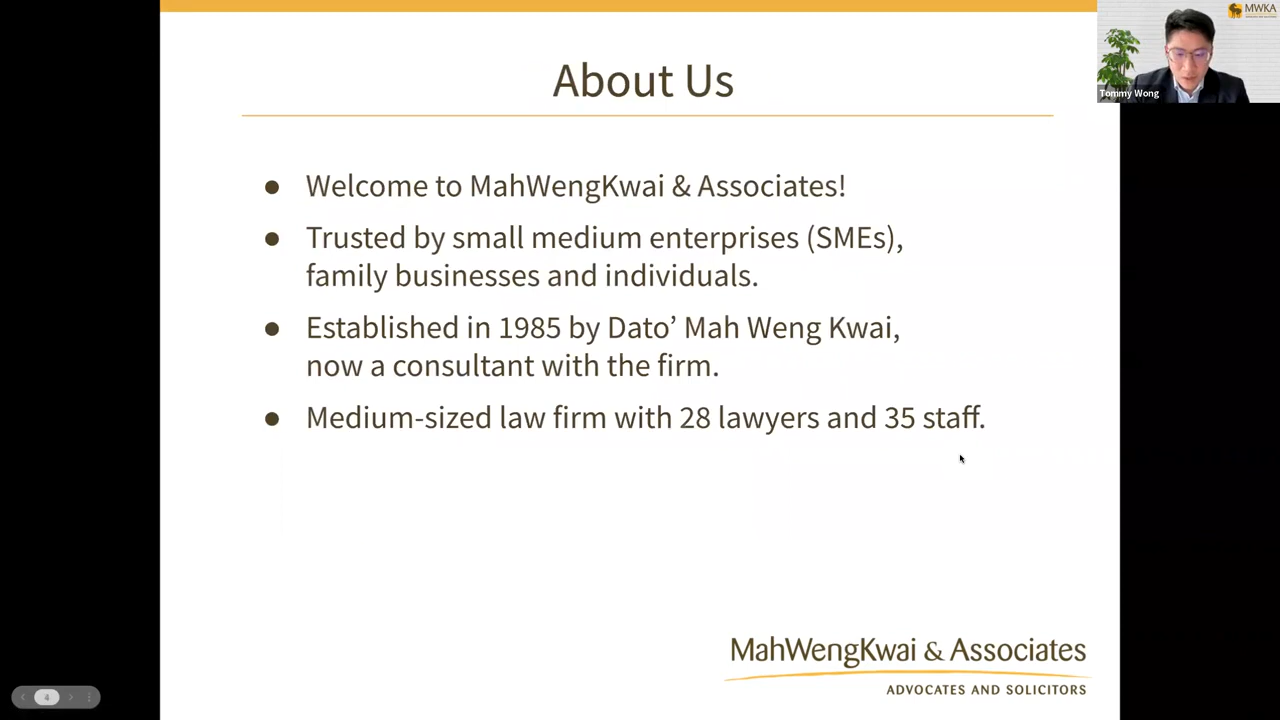 MWKA
Tommy Wong
About Us
● Welcome to MahWengKwai & Associates!
● Trusted by small medium enterprises (SMEs),
family businesses and individuals.
● Established in 1985 by Dato’ Mah Weng Kwai,
now a consultant with the firm.
● Medium-sized law firm with 28 lawyers and 35 staff.
MahWengKwai & Associates
ADVOCATES AND SOLICITORS
4